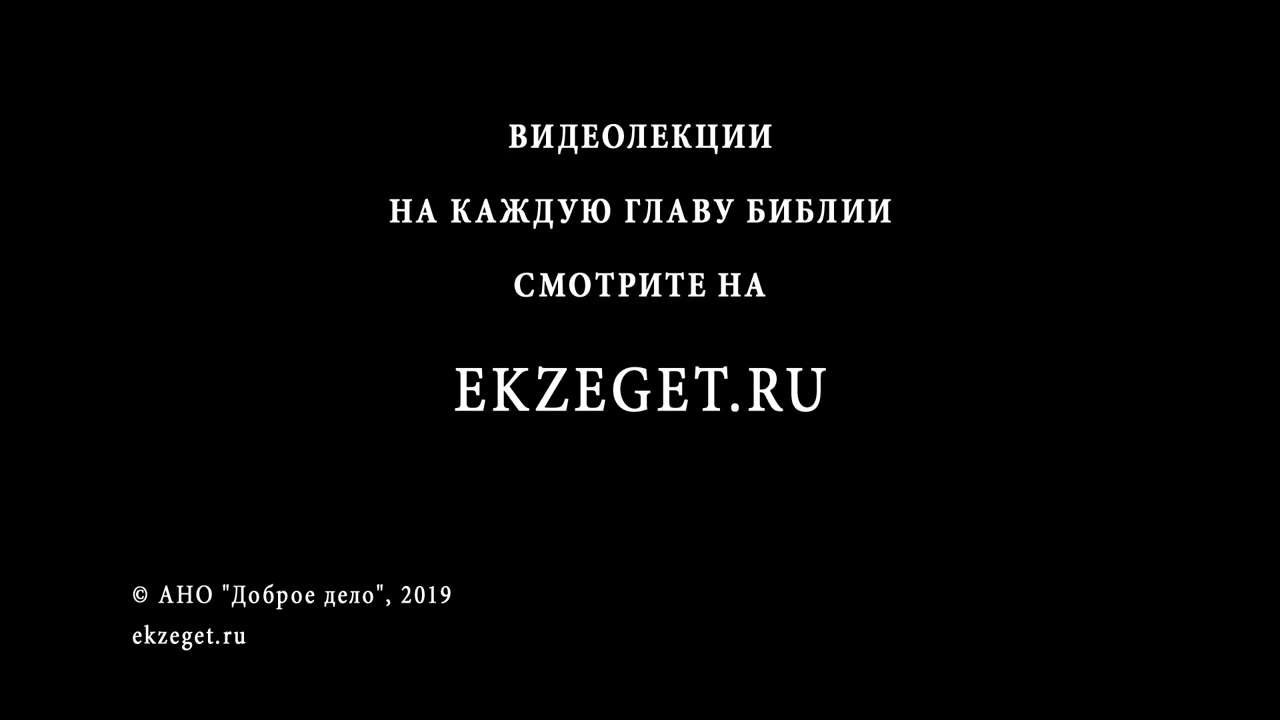 ВИДЕОЛЕКЦИИ
НА КАЖДУЮ ГЛАВУ БИБЛИИ
СМОТРИТЕ НА
EKZEGET.RU
© АНО "Доброе дело", 2019
ekzeget.ru